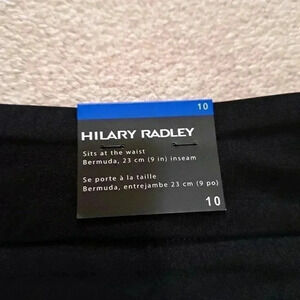 10
HILARY RADLEY
Sits at the waist
Bermuda, 23 cm (9 in) inseam
Se porte à la taille
Bermuda, entrejambe 23 cm (9 po)
10